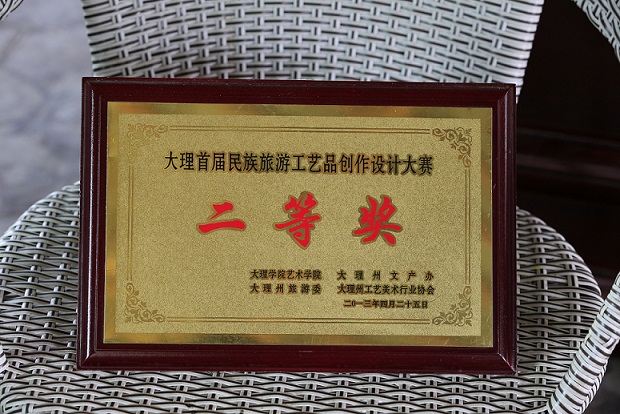 大理首届民族旅游工艺品创作设计大赛
二等奖
大理学院艺术学院 大理州文产办
大理州旅游委 大理州工艺美术行业协会
二〇一三年四月二十五日